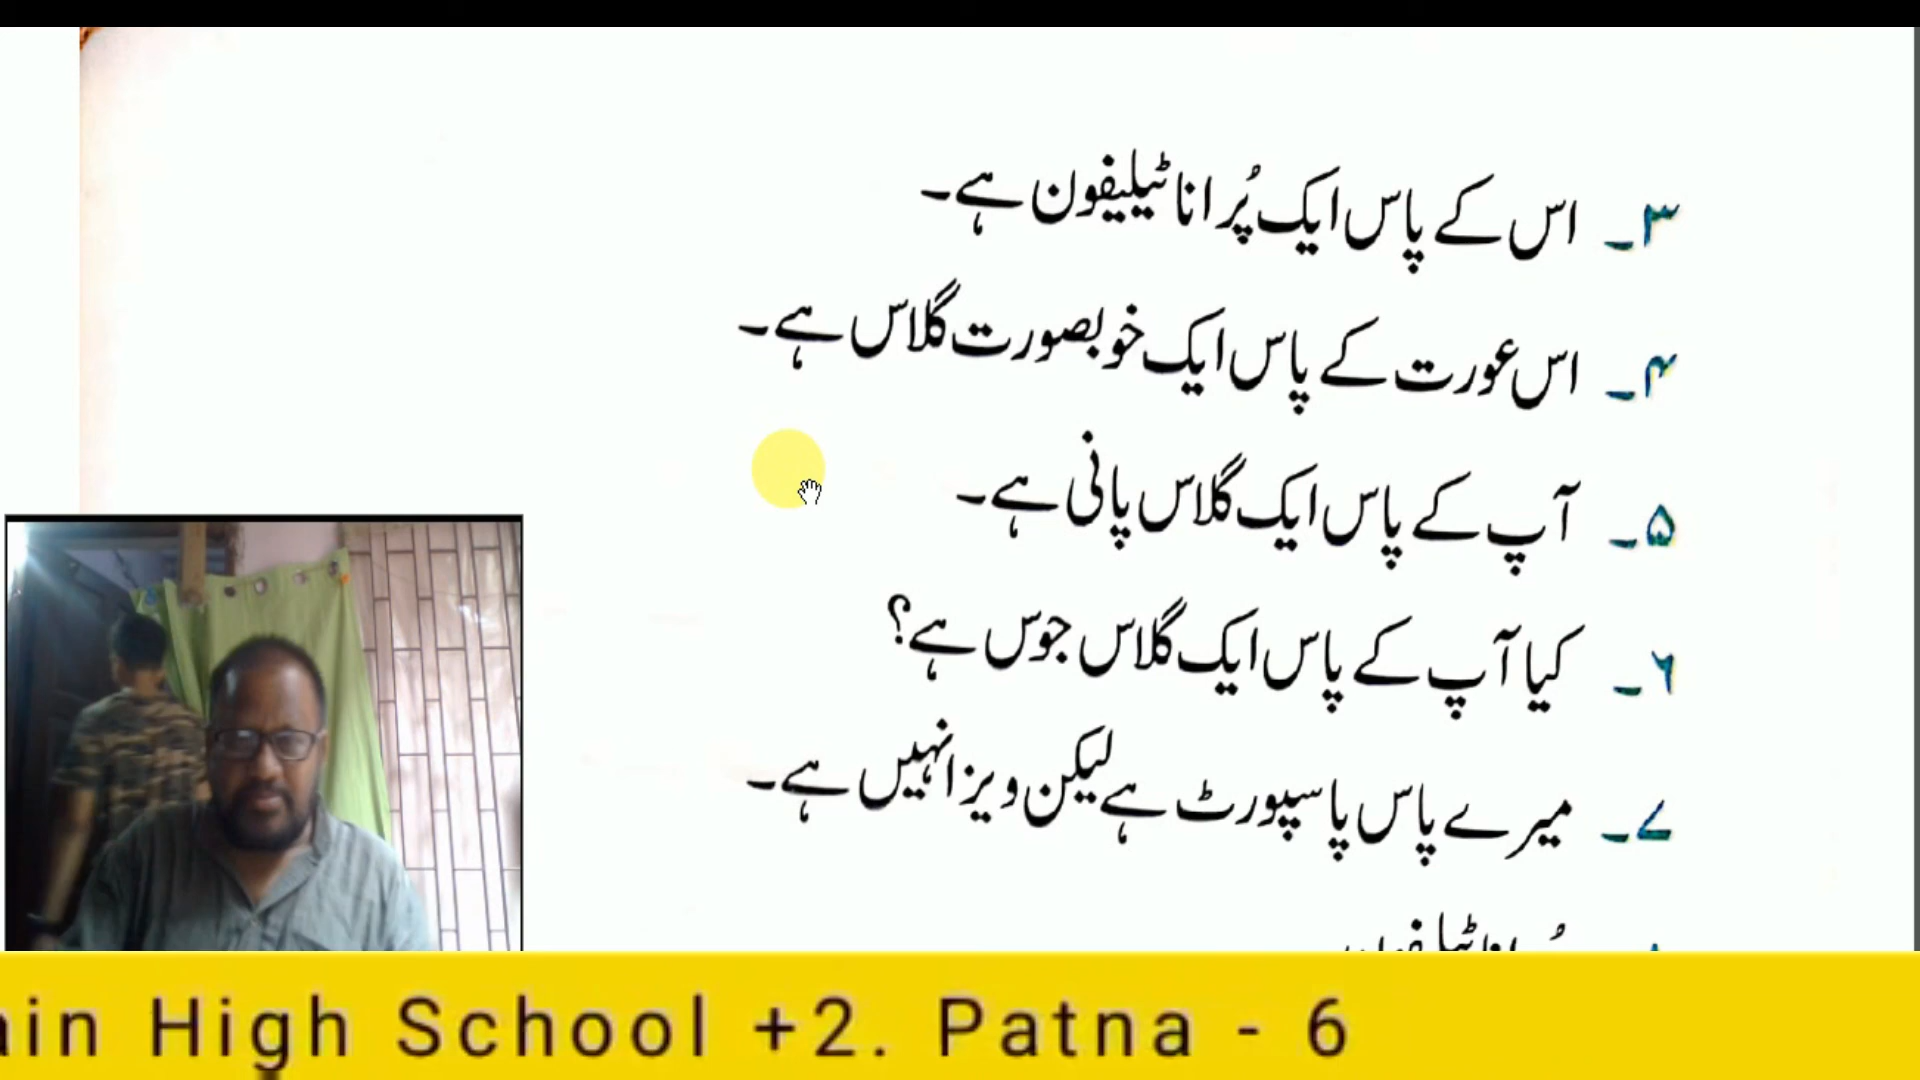 ۳۔ اس کے پاس ایک پُرانا ٹیلیفون ہے۔
۴۔ اس عورت کے پاس ایک خوبصورت گلاس ہے۔
۵۔ آپ کے پاس ایک گلاس پانی ہے۔
۶۔ کیا آپ کے پاس ایک گلاس جوس ہے؟
۷۔ میرے پاس پاسپورٹ ہے لیکن ویزا نہیں ہے۔
ain High School +2. Patna - 6